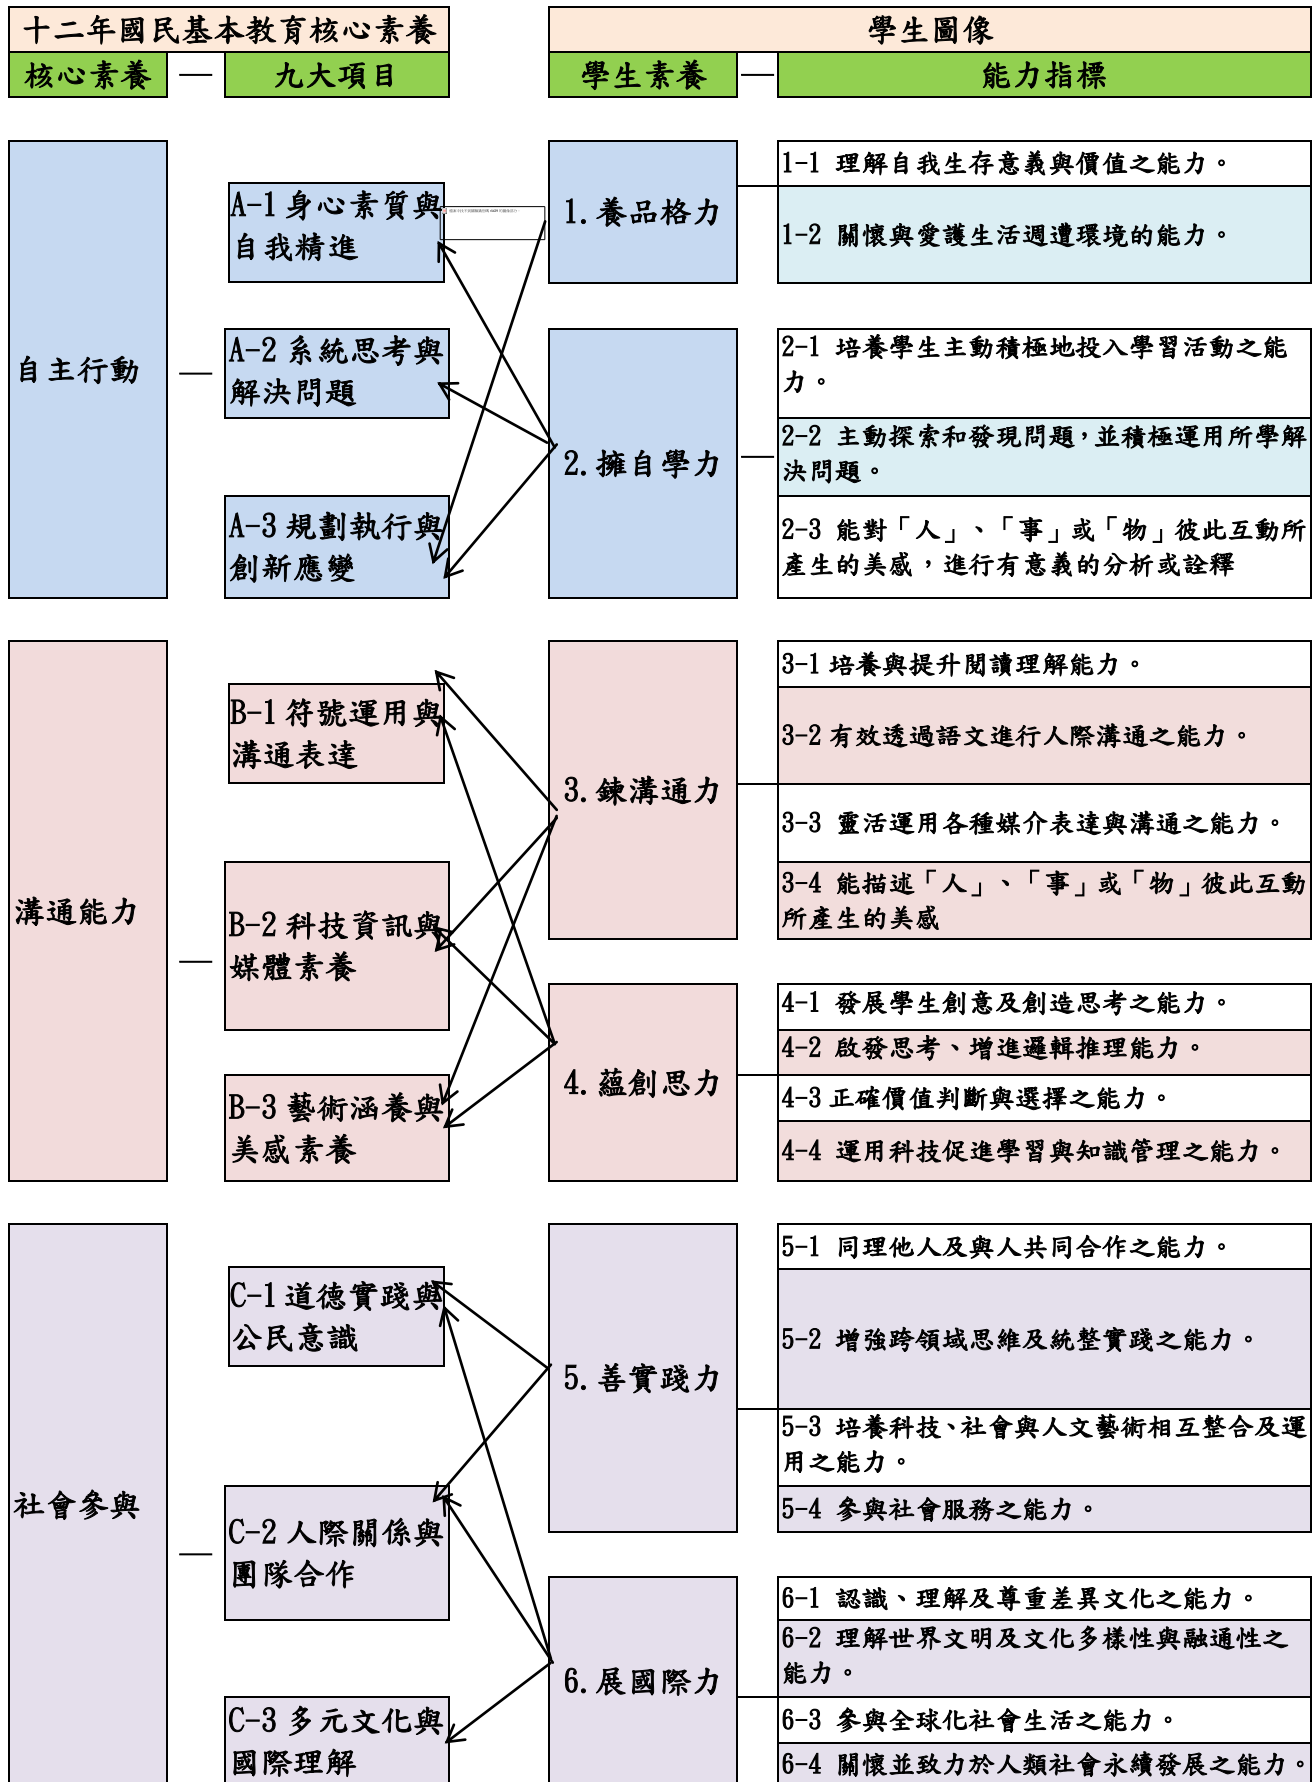 十二年國民基本教育核心素養
學生圖像
核心素養
九大項目
學生素養
能力指標
自主行動
A-1 身心素質與
自我精進
A-2 系統思考與
解決問題
A-3 規劃執行與
創新應變
1. 養品格力
1-1 理解自我生存意義與價值之能力。
1-2 關懷與愛護生活週遭環境的能力。
2. 擁自學力
2-1 培養學生主動積極地投入學習活動之能
力。
2-2 主動探索和發現問題，並積極運用所學解
決問題。
2-3 能對「人」、「事」或「物」彼此互動所
產生的美感，進行有意義的分析或詮釋
溝通能力
B-1 符號運用與
溝通表達
B-2 科技資訊與
媒體素養
B-3 藝術涵養與
美感素養
3. 鍊溝通力
3-1 培養與提升閱讀理解能力。
3-2 有效透過語文進行人際溝通之能力。
3-3 靈活運用各種媒介表達與溝通之能力。
3-4 能描述「人」、「事」或「物」彼此互動
所產生的美感
4. 蘊創思力
4-1 發展學生創意及創造思考之能力。
4-2 啟發思考、增進邏輯推理能力。
4-3 正確價值判斷與選擇之能力。
4-4 運用科技促進學習與知識管理之能力。
社會參與
C-1 道德實踐與
公民意識
C-2 人際關係與
團隊合作
C-3 多元文化與
國際理解
5. 善實踐力
5-1 同理他人及與人共同合作之能力。
5-2 增強跨領域思維及統整實踐之能力。
5-3 培養科技、社會與人文藝術相互整合及運
用之能力。
5-4 參與社會服務之能力。
6. 展國際力
6-1 認識、理解及尊重差異文化之能力。
6-2 理解世界文明及文化多樣性與融通性之
能力。
6-3 參與全球化社會生活之能力。
6-4 關懷並致力於人類社會永續發展之能力。